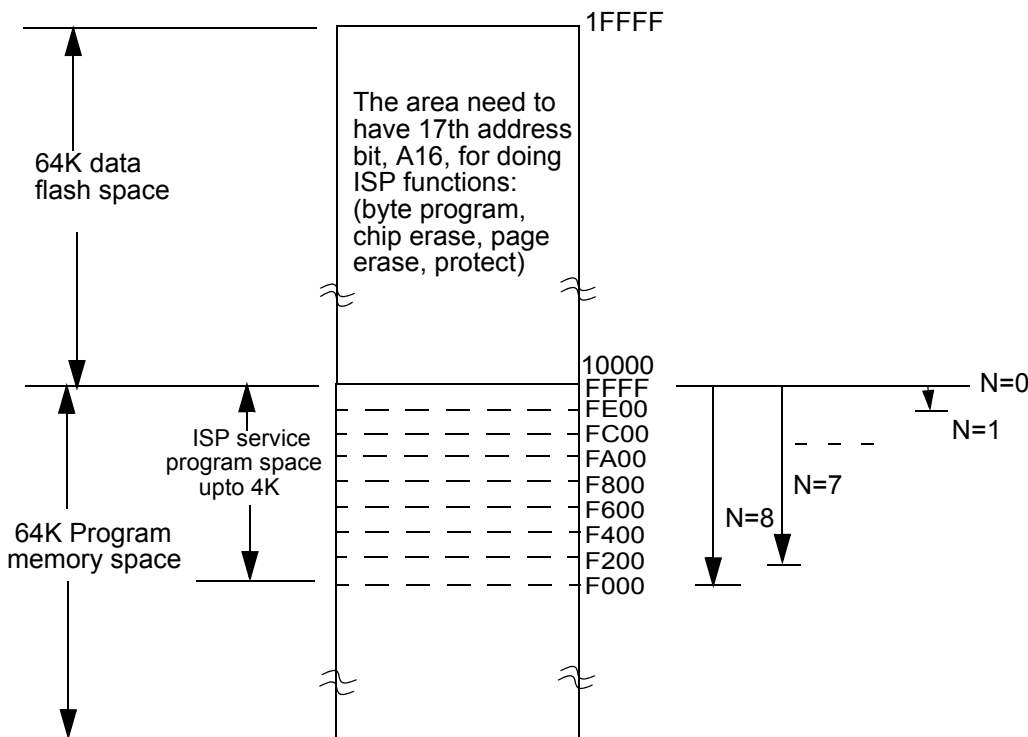 1FFFF
The area need to
have 17th address
bit, A16, for doing
ISP functions:
(byte program,
chip erase, page
erase, protect)
64K data
flash space
10000
FFFF
FE00
FC00
FA00
F800
F600
F400
F200
F000
ISP service
program space
upto 4K
64K Program
memory space
N=0
N=1
N=7
N=8